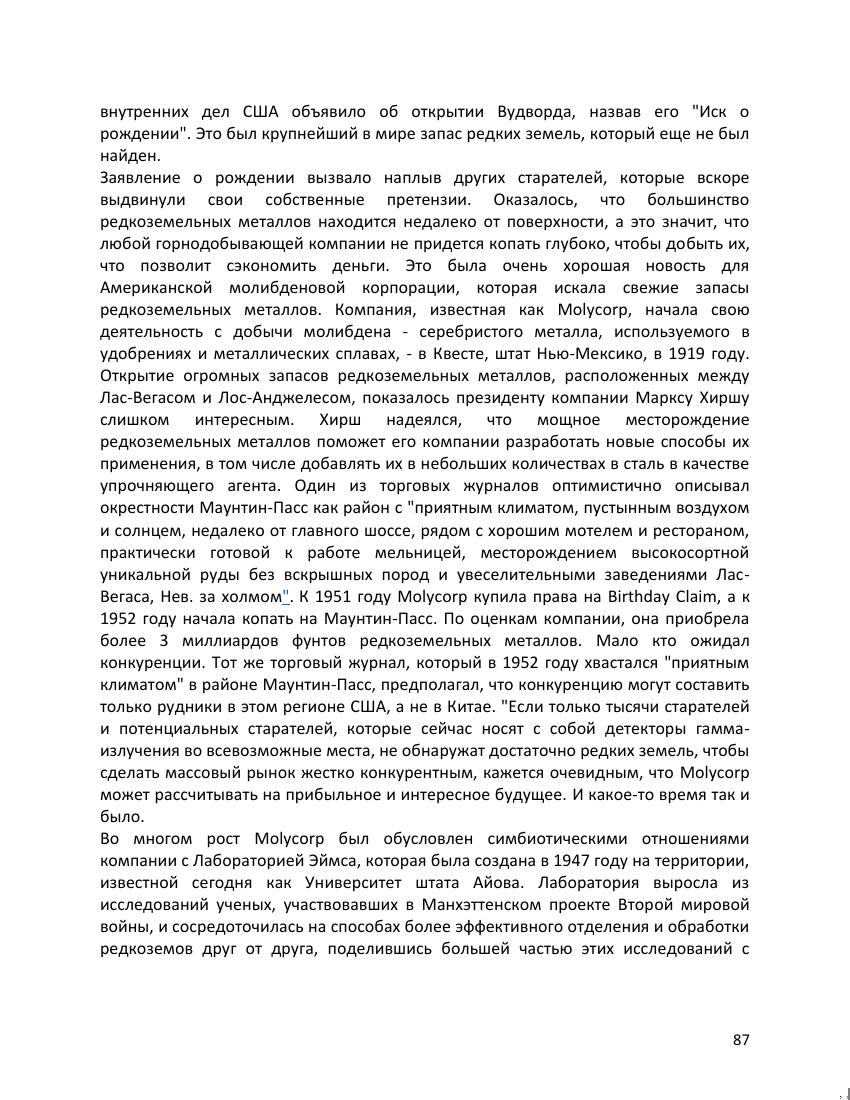 внутренних дел США объявило об открытии Вудворда, назвав его "Иск о
рождении". Это был крупнейший в мире запас редких земель, который еще не был
найден.
Заявление о рождении вызвало наплыв других старателей, которые вскоре
выдвинули свои собственные претензии. Оказалось, что большинство
редкоземельных металлов находится недалеко от поверхности, а это значит, что
любой горнодобывающей компании не придется копать глубоко, чтобы добыть их,
что позволит сэкономить деньги. Это была очень хорошая новость для
Американской молибденовой корпорации, которая искала свежие запасы
редкоземельных металлов. Компания, известная как Molycorp, начала свою
деятельность с добычи молибдена - серебристого металла, используемого в
удобрениях и металлических сплавах, - в Квесте, штат Нью-Мексико, в 1919 году.
Открытие огромных запасов редкоземельных металлов, расположенных между
Лас-Вегасом и Лос-Анджелесом, показалось президенту компании Марксу Хиршу
слишком интересным. Хирш надеялся, что мощное месторождение
редкоземельных металлов поможет его компании разработать новые способы их
применения, в том числе добавлять их в небольших количествах в сталь в качестве
упрочняющего агента. Один из торговых журналов оптимистично описывал
окрестности Маунтин-Пасс как район с "приятным климатом, пустынным воздухом
и солнцем, недалеко от главного шоссе, рядом с хорошим мотелем и рестораном,
практически готовой к работе мельницей, месторождением высокосортной
уникальной руды без вскрышных пород и увеселительными заведениями Лас-
Вегаса, Нев. за холмом". К 1951 году Molycorp купила права на Birthday Claim, а к
1952 году начала копать на Маунтин-Пасс. По оценкам компании, она приобрела
более 3 миллиардов фунтов редкоземельных металлов. Мало кто ожидал
конкуренции. Тот же торговый журнал, который в 1952 году хвастался "приятным
климатом" в районе Маунтин-Пасс, предполагал, что конкуренцию могут составить
только рудники в этом регионе США, а не в Китае. "Если только тысячи старателей
и потенциальных старателей, которые сейчас носят с собой детекторы гамма-
излучения во всевозможные места, не обнаружат достаточно редких земель, чтобы
сделать массовый рынок жестко конкурентным, кажется очевидным, что Molycorp
может рассчитывать на прибыльное и интересное будущее. И какое-то время так и
было.
Во многом рост Molycorp был обусловлен симбиотическими отношениями
компании с Лабораторией Эймса, которая была создана в 1947 году на территории,
известной сегодня как Университет штата Айова. Лаборатория выросла из
исследований ученых, участвовавших в Манхэттенском проекте Второй мировой
войны, и сосредоточилась на способах более эффективного отделения и обработки
редкоземов друг от друга, поделившись большей частью этих исследований с
87